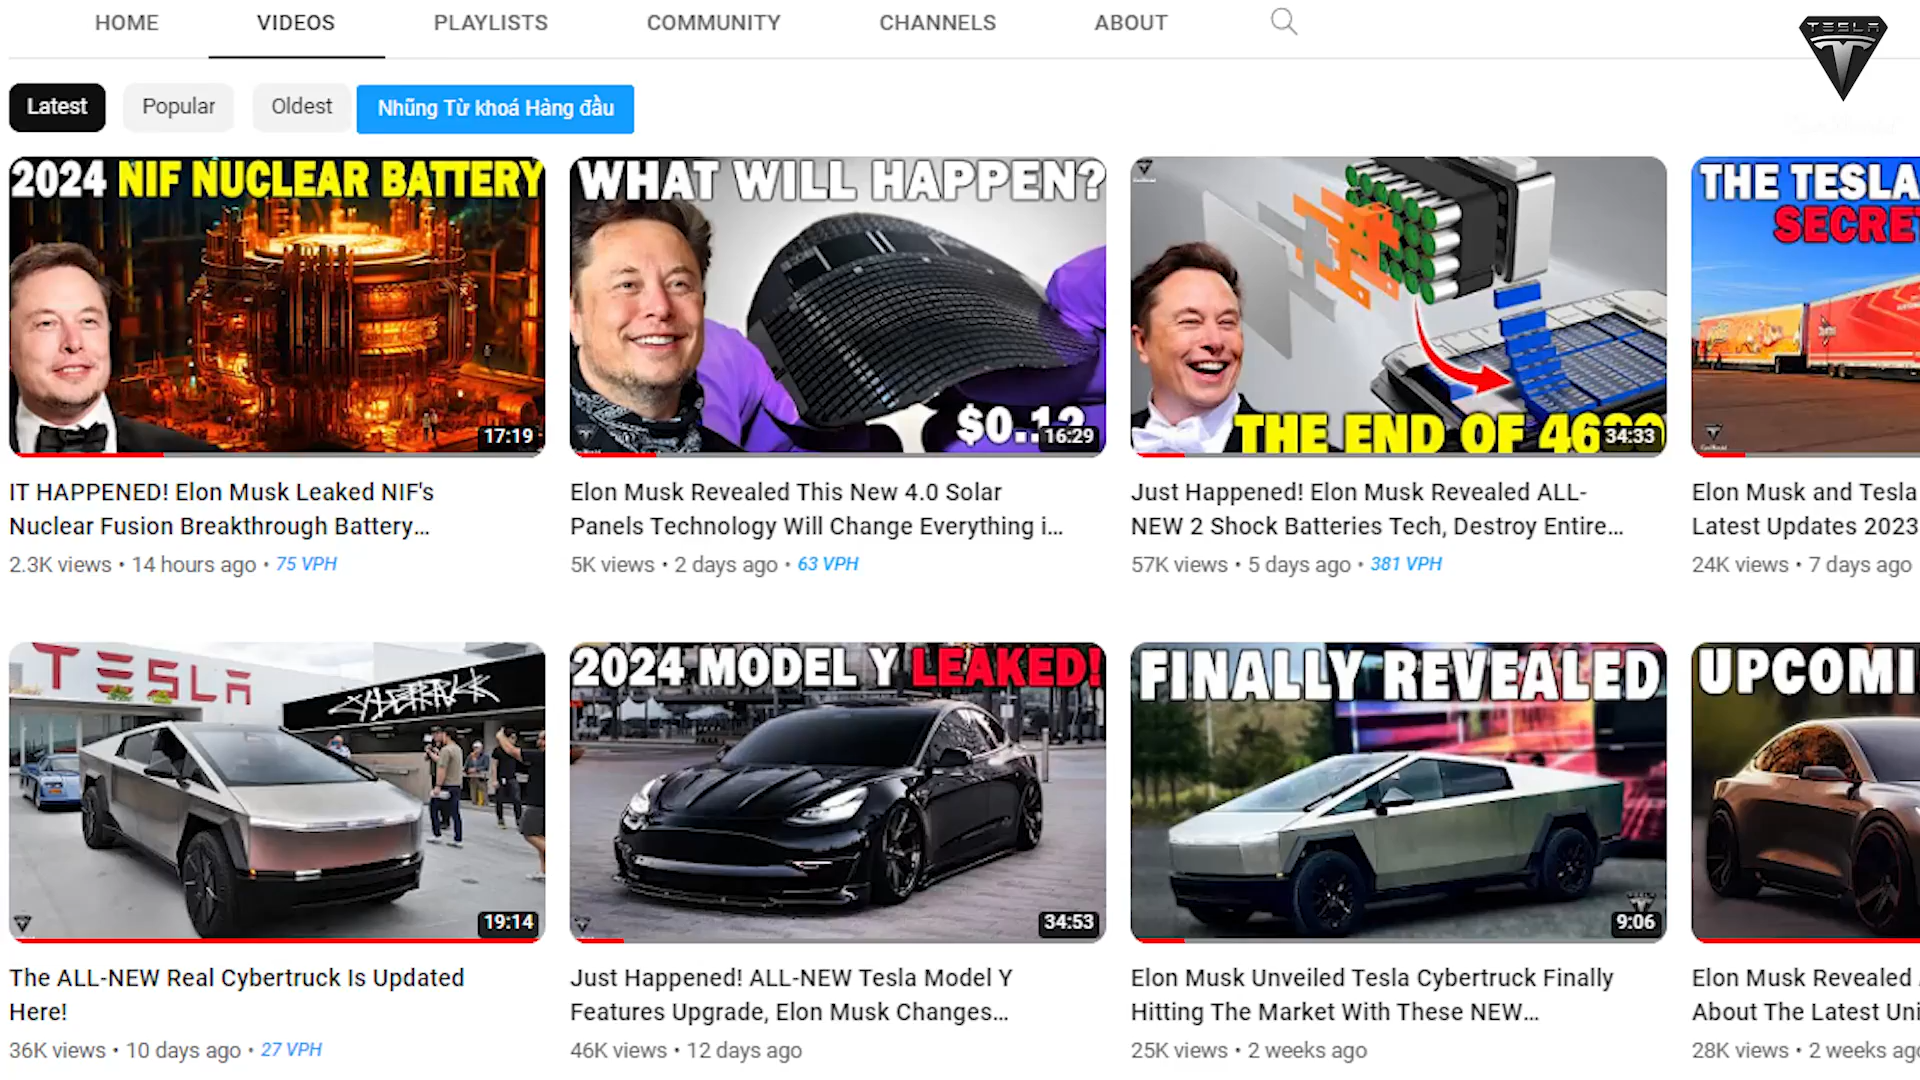 HOME VIDEOS PLAYLISTS COMMUNITY CHANNELS ABOUT
TESLA
Latest Popular Oldest Những Từ khoá Hàng đầu
2024 NIF NUCLEAR BATTERY
17:19
IT HAPPENED! Elon Musk Leaked NIF's
Nuclear Fusion Breakthrough Battery...
2.3K views • 14 hours ago • 75 VPH
WHAT WILL HAPPEN?
$0.12
16:29
Elon Musk Revealed This New 4.0 Solar
Panels Technology Will Change Everything i...
5K views • 2 days ago • 63 VPH
THE END OF 46
34:33
Just Happened! Elon Musk Revealed ALL-
NEW 2 Shock Batteries Tech, Destroy Entire...
57K views • 5 days ago • 381 VPH
THE TESLA
SECRET
Elon Musk and Tesla
Latest Updates 2023
24K views • 7 days ago
TESLA
CYBERTRUCK
19:14
The ALL-NEW Real Cybertruck Is Updated
Here!
36K views • 10 days ago • 27 VPH
2024 MODEL Y LEAKED!
34:53
Just Happened! ALL-NEW Tesla Model Y
Features Upgrade, Elon Musk Changes...
46K views • 12 days ago
FINALLY REVEALED
9:06
Elon Musk Unveiled Tesla Cybertruck Finally
Hitting The Market With These NEW...
25K views • 2 weeks ago
UPCOMI
Elon Musk Revealed
About The Latest Uni
28K views • 2 weeks ago